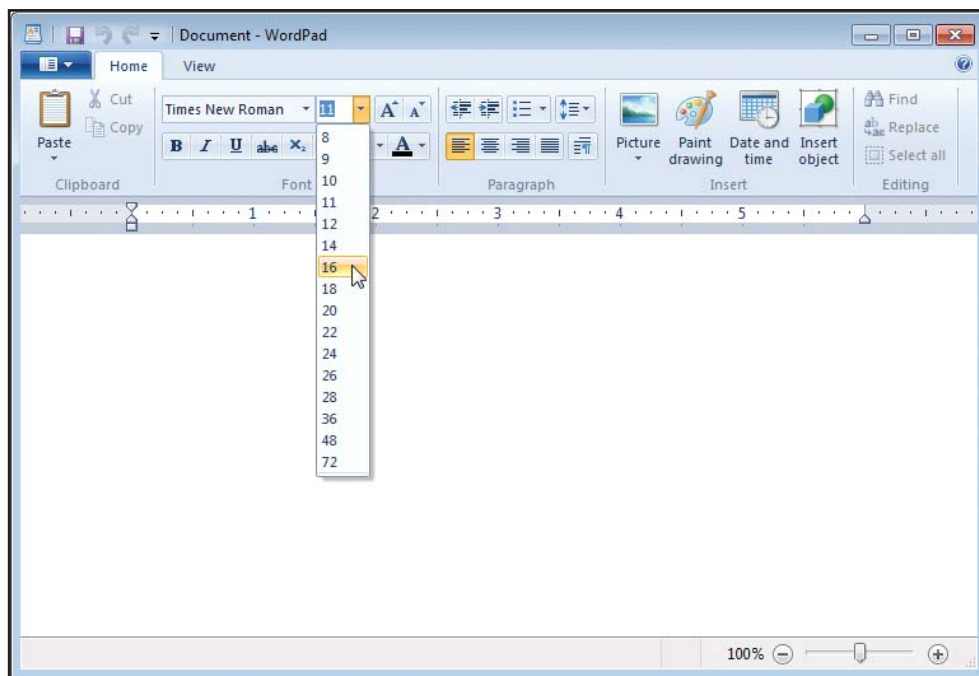 Document - WordPad
Home View
Paste
Cut
Copy
Clipboard
Times New Roman 11 A A
B I U abc X₂ A
Font
Paragraph
Picture
Paint drawing
Date and time
Insert object
Insert
Find
Replace
Select all
Editing
1 2 3 4 5
8
9
10
11
12
14
16
18
20
22
24
26
28
36
48
72
100%